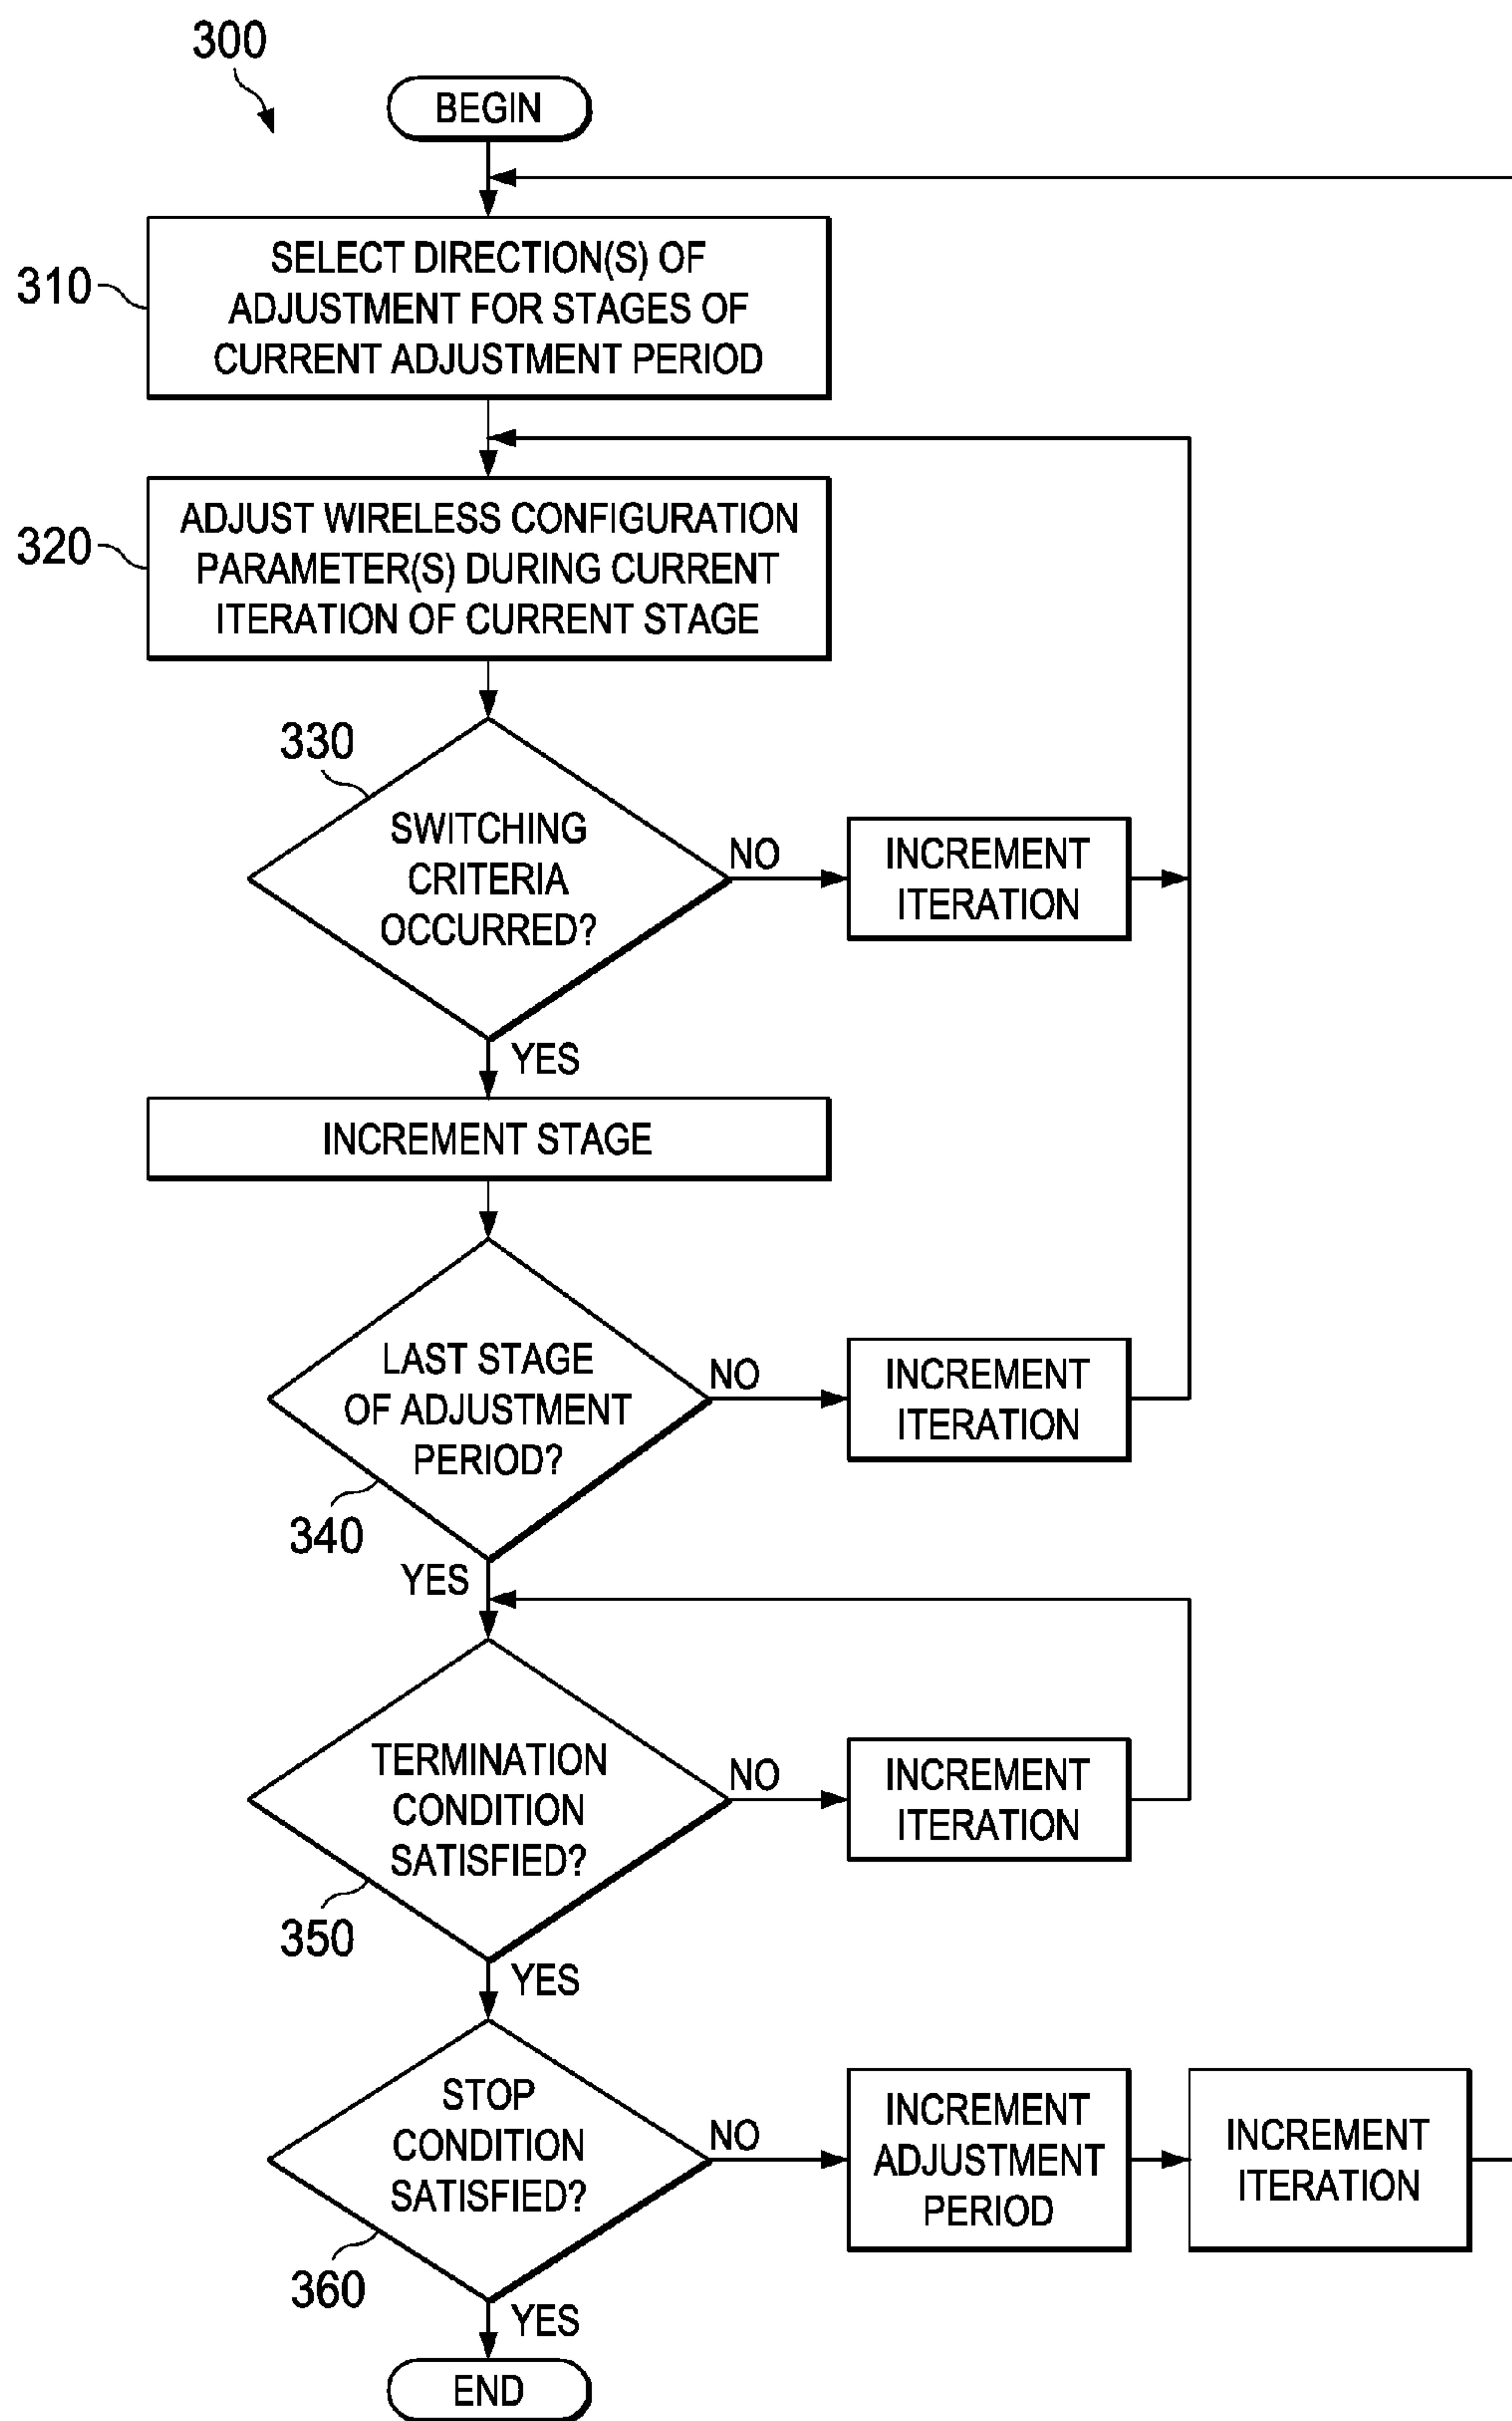 300
BEGIN
310
SELECT DIRECTION(S) OF
ADJUSTMENT FOR STAGES OF
CURRENT ADJUSTMENT PERIOD
320
ADJUST WIRELESS CONFIGURATION
PARAMETER(S) DURING CURRENT
ITERATION OF CURRENT STAGE
330
SWITCHING
CRITERIA
OCCURRED?
NO
INCREMENT
ITERATION
YES
INCREMENT STAGE
LAST STAGE
OF ADJUSTMENT
PERIOD?
340
NO
INCREMENT
ITERATION
YES
TERMINATION
CONDITION
SATISFIED?
350
NO
INCREMENT
ITERATION
YES
STOP
CONDITION
SATISFIED?
360
NO
INCREMENT
ADJUSTMENT
PERIOD
INCREMENT
ITERATION
YES
END